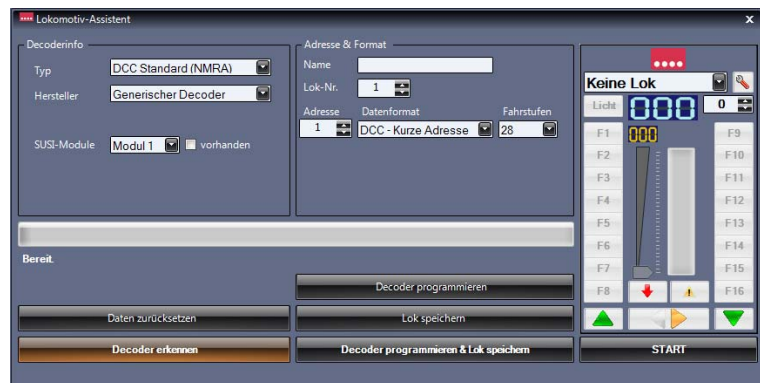 Lokomotiv-Assistent x
Decoderinfo
Typ DCC Standard (NMRA)
Hersteller Generischer Decoder
SUSI-Module Modul 1 vorhanden
Adresse & Format
Name
Lok-Nr. 1
Adresse Datenformat Fahrstufen
1 DCC - Kurze Adresse 28
Bereit.
Decoder programmieren
Daten zurücksetzen Lok speichern
Decoder erkennen Decoder programmieren & Lok speichern
Keine Lok
Licht 000 0
F1 000 F9
F2 F10
F3 F11
F4 F12
F5 F13
F6 F14
F7 F15
F8 F16
START